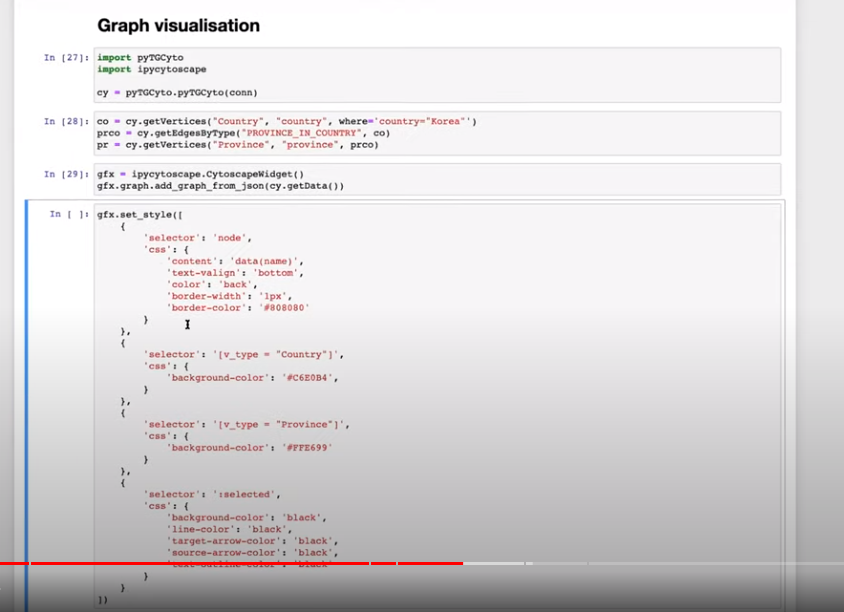 Graph visualisation
In [27]: import pyTGCyto
import ipycytoscape
cy = pyTGCyto.pyTGCyto(conn)
In [28]: co = cy.getVertices("Country", "country", where='country="Korea"')
prco = cy.getEdgesByType("PROVINCE_IN_COUNTRY", co)
pr = cy.getVertices("Province", "province", prco)
In [29]: gfx = ipycytoscape.CytoscapeWidget()
gfx.graph.add_graph_from_json(cy.getData())
In [ ]: gfx.set_style([
{
'selector': 'node',
'css': {
'content': 'data(name)',
'text-valign': 'bottom',
'color': 'back',
'border-width': '1px',
'border-color': '#808080'
}
},
{
'selector': '[v_type = "Country"]',
'css': {
'background-color': '#C6E0B4',
}
},
{
'selector': '[v_type = "Province"]',
'css': {
'background-color': '#FFE699'
}
},
{
'selector': ':selected',
'css': {
'background-color': 'black',
'line-color': 'black',
'target-arrow-color': 'black',
'source-arrow-color': 'black',
'text-outline-color': 'black'
}
}
])